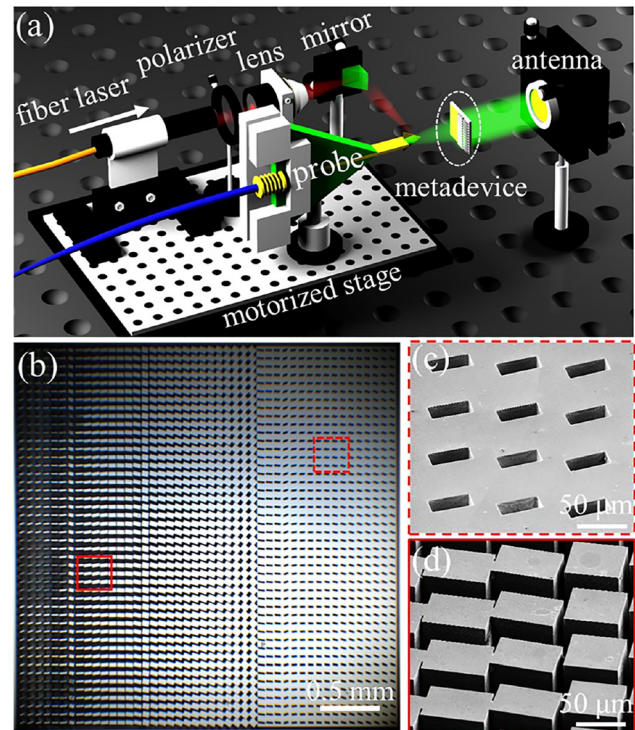 (a)
fiber laser
polarizer
lens
mirror
antenna
probe
metadevice
motorized stage
(b)
0.5 mm
(c)
50 μm
(d)
50 μm